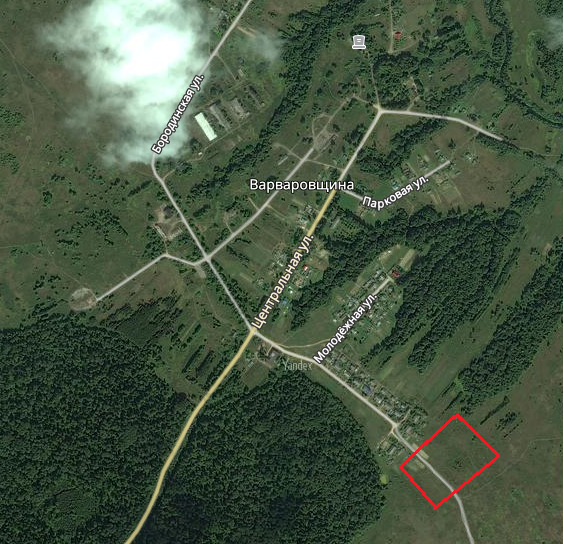 Бородинская ул.
Варваровщина
Парковая ул.
Центральная ул.
Молодёжная ул.
Yandex